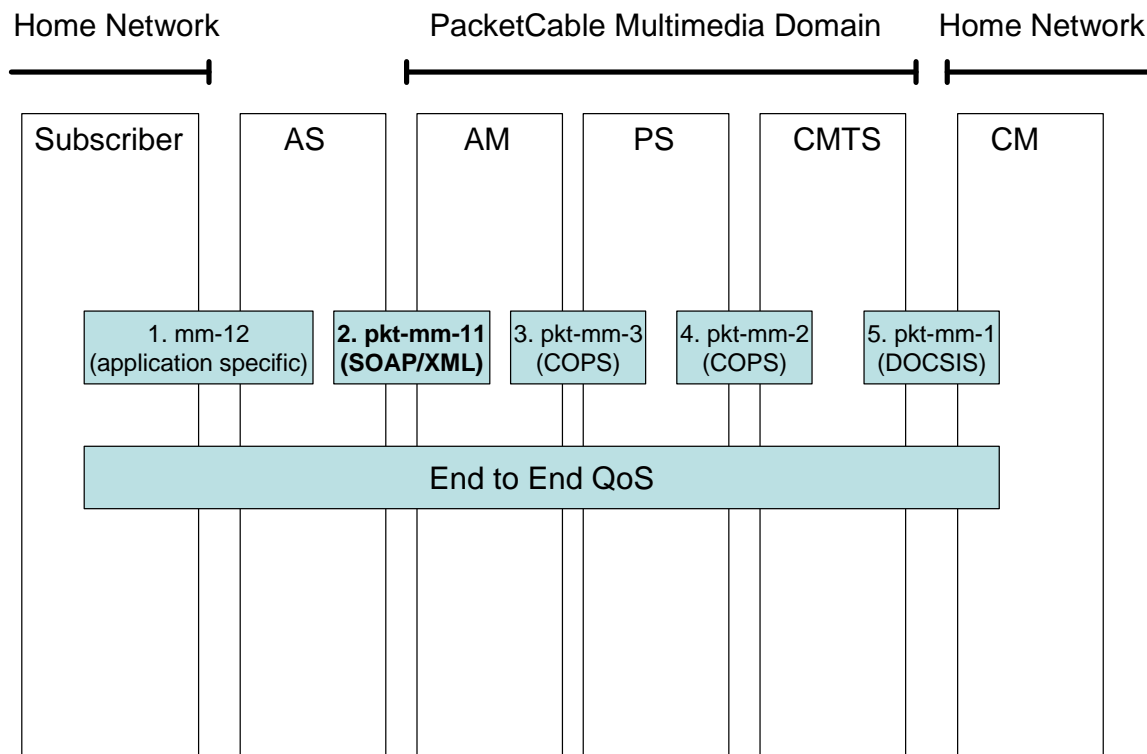 Home Network
PacketCable Multimedia Domain
Home Network
Subscriber
AS
AM
PS
CMTS
CM
1. mm-12
(application specific)
2. pkt-mm-11
(SOAP/XML)
3. pkt-mm-3
(COPS)
4. pkt-mm-2
(COPS)
5. pkt-mm-1
(DOCSIS)
End to End QoS